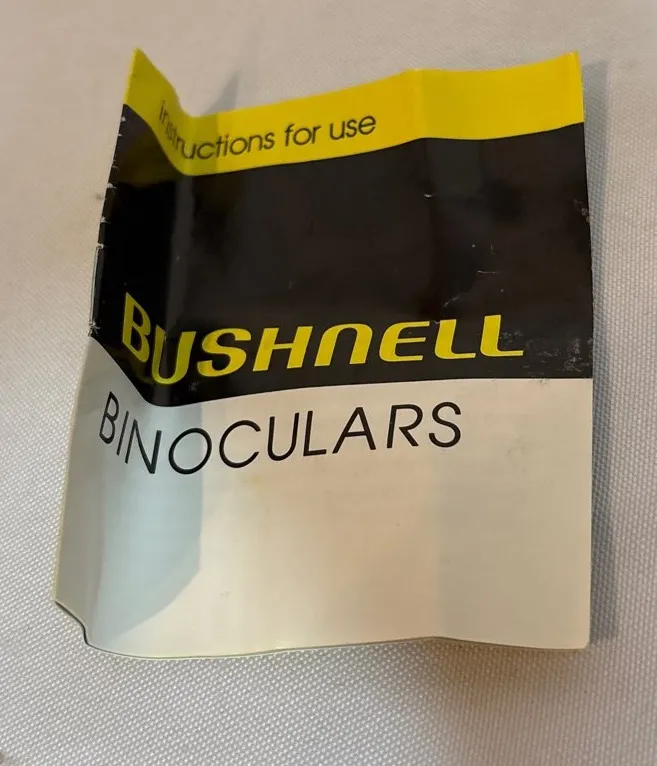 instructions for use
BUSHNELL
BINOCULARS